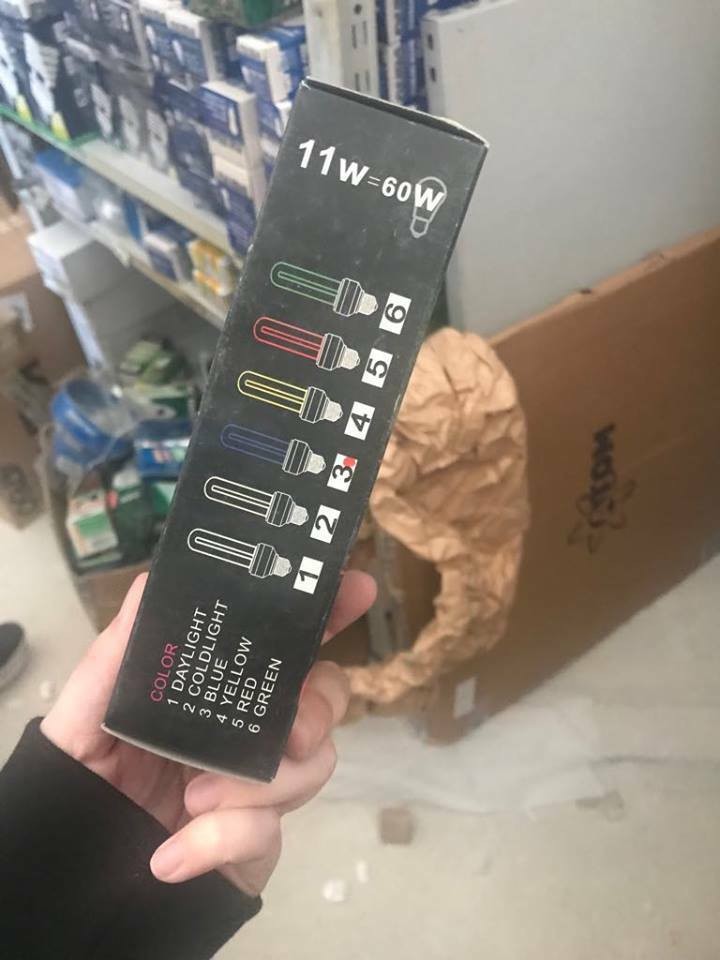 11W=60W
6
5
4
3
2
1
COLOR
1 DAYLIGHT
2 COLDLIGHT
3 BLUE
4 YELLOW
5 RED
6 GREEN